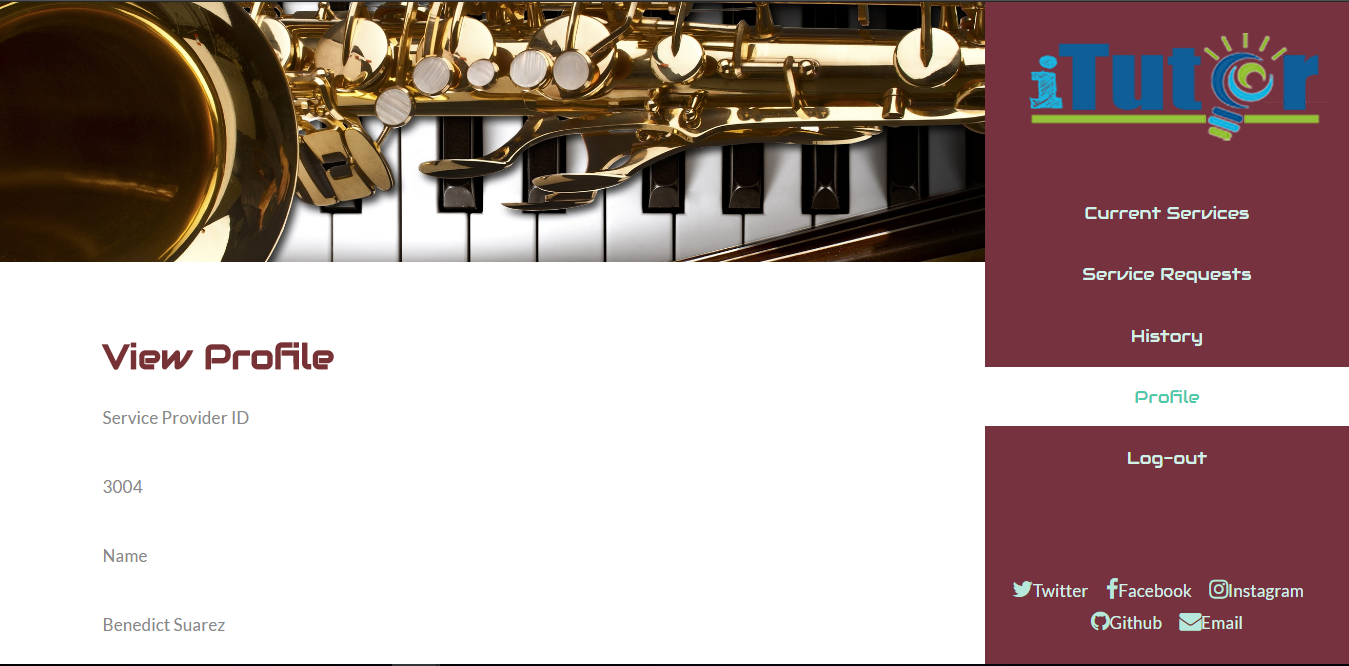 iTutor
Current Services
Service Requests
History
Profile
Log-out
View Profile
Service Provider ID
3004
Name
Benedict Suarez
Twitter Facebook Instagram
Github Email